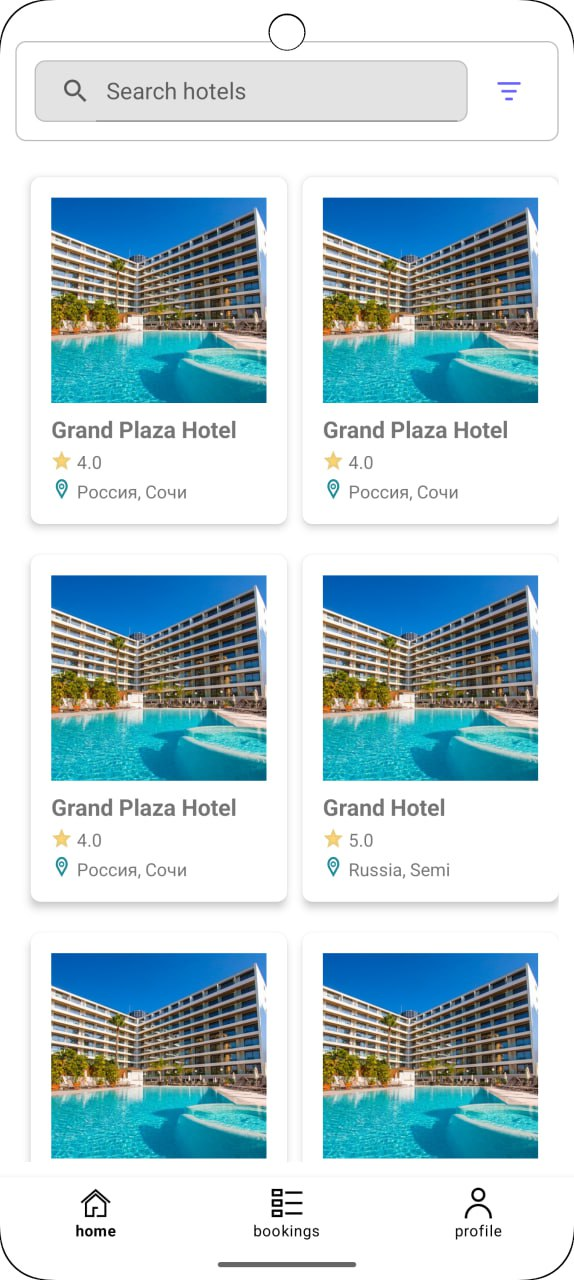 Search hotels
Grand Plaza Hotel
4.0
Россия, Сочи
Grand Plaza Hotel
4.0
Россия, Сочи
Grand Plaza Hotel
4.0
Россия, Сочи
Grand Hotel
5.0
Russia, Semi
home
bookings
profile